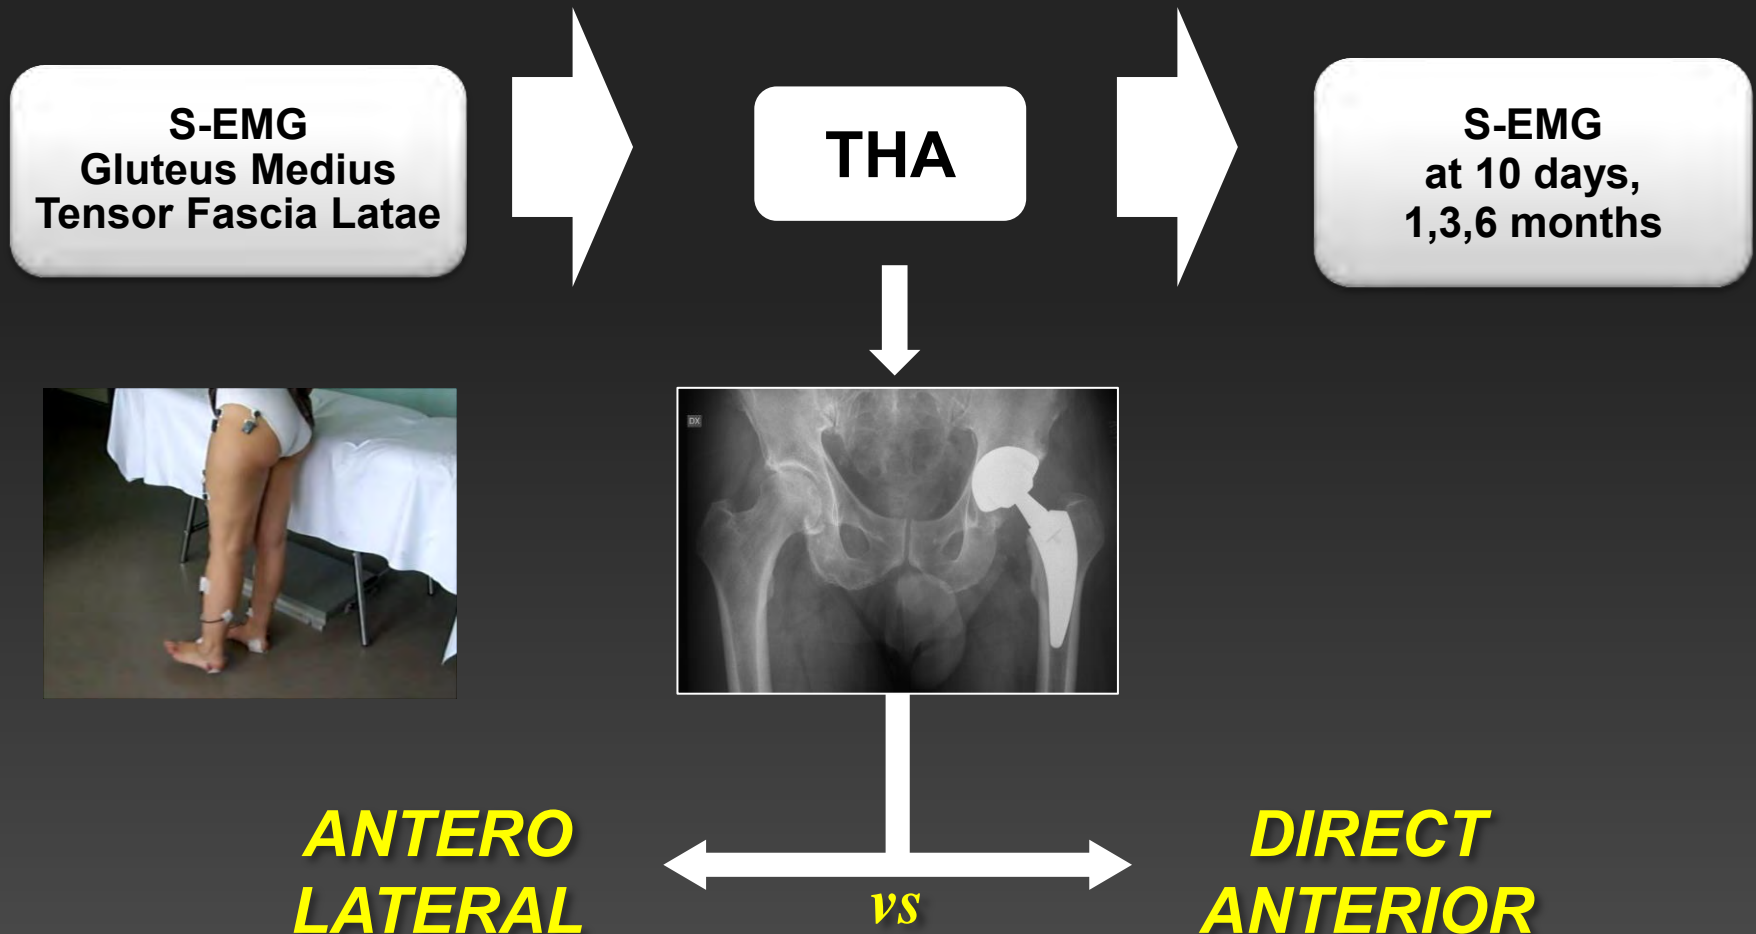 S-EMG
Gluteus Medius
Tensor Fascia Latae
THA
S-EMG
at 10 days,
1,3,6 months
DX
ANTERO
LATERAL
vs
DIRECT
ANTERIOR